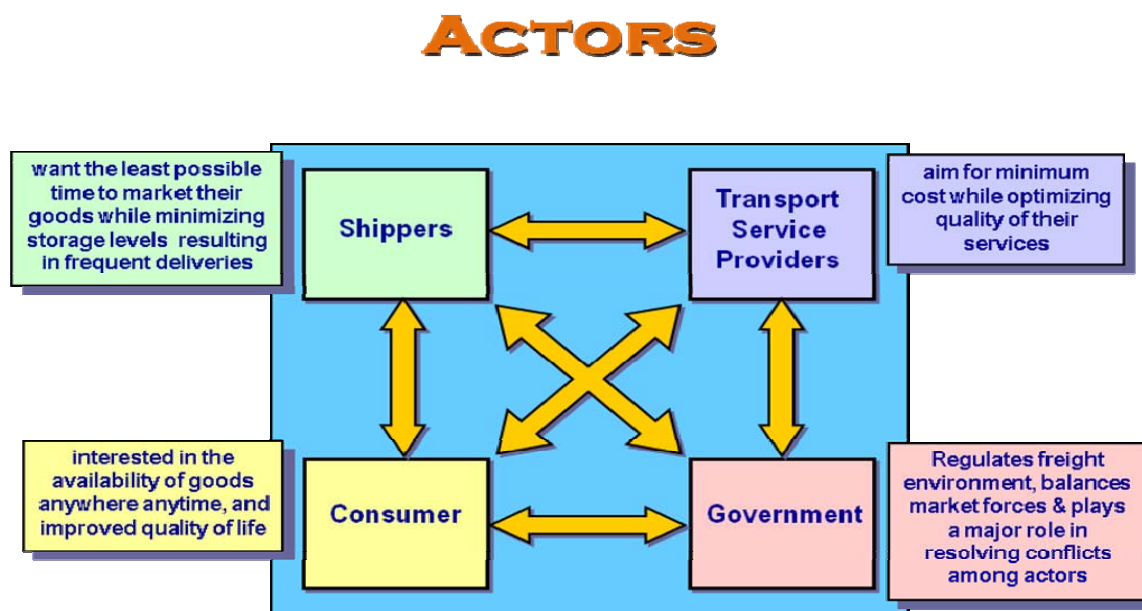 ACTORS
want the least possible
time to market their
goods while minimizing
storage levels resulting
in frequent deliveries
Shippers
Transport
Service
Providers
aim for minimum
cost while optimizing
quality of their
services
interested in the
availability of goods
anywhere anytime, and
improved quality of life
Consumer
Government
Regulates freight
environment, balances
market forces & plays
a major role in
resolving conflicts
among actors